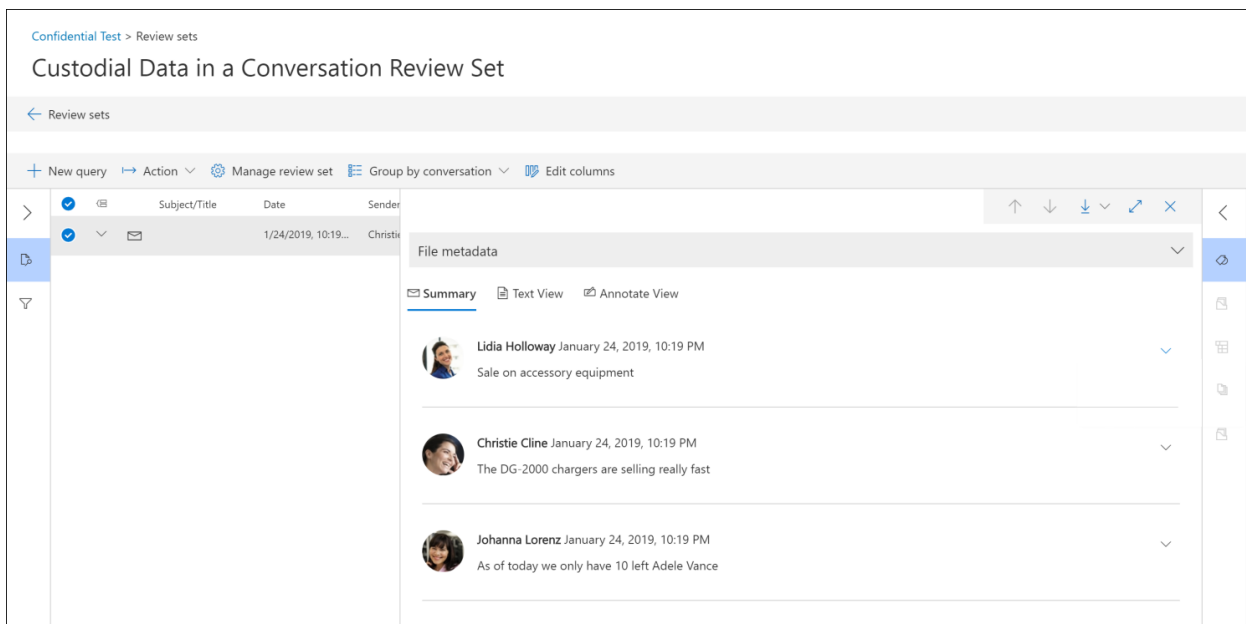 Confidential Test > Review sets
Custodial Data in a Conversation Review Set
Review sets
New query Action Manage review set Group by conversation Edit columns
Subject/Title Date Sender
1/24/2019, 10:19... Christie
File metadata
Summary Text View Annotate View
Lidia Holloway January 24, 2019, 10:19 PM
Sale on accessory equipment
Christie Cline January 24, 2019, 10:19 PM
The DG-2000 chargers are selling really fast
Johanna Lorenz January 24, 2019, 10:19 PM
As of today we only have 10 left Adele Vance